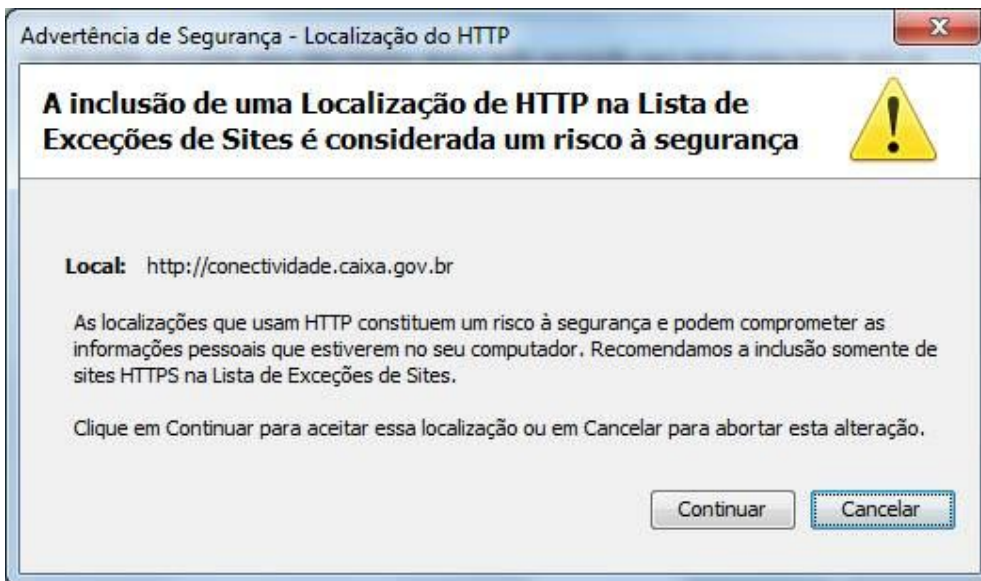 Advertência de Segurança - Localização do HTTP
A inclusão de uma Localização de HTTP na Lista de
Exceções de Sites é considerada um risco à segurança
Local: http://conectividade.caixa.gov.br
As localizações que usam HTTP constituem um risco à segurança e podem comprometer as
informações pessoais que estiverem no seu computador. Recomendamos a inclusão somente de
sites HTTPS na Lista de Exceções de Sites.
Clique em Continuar para aceitar essa localização ou em Cancelar para abortar esta alteração.
Continuar Cancelar